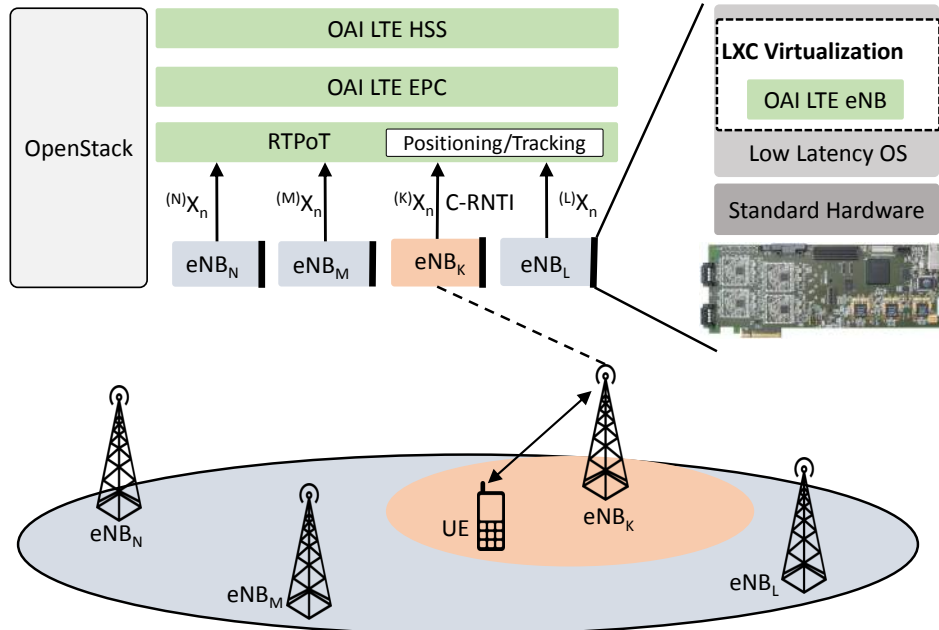 OpenStack
OAI LTE HSS
OAI LTE EPC
RTPoT
Positioning/Tracking
(N)Xn
(M)Xn
(K)Xn C-RNTI
(L)Xn
eNBN
eNBM
eNBK
eNBL
LXC Virtualization
OAI LTE eNB
Low Latency OS
Standard Hardware
eNBN
eNBM
UE
eNBK
eNBL